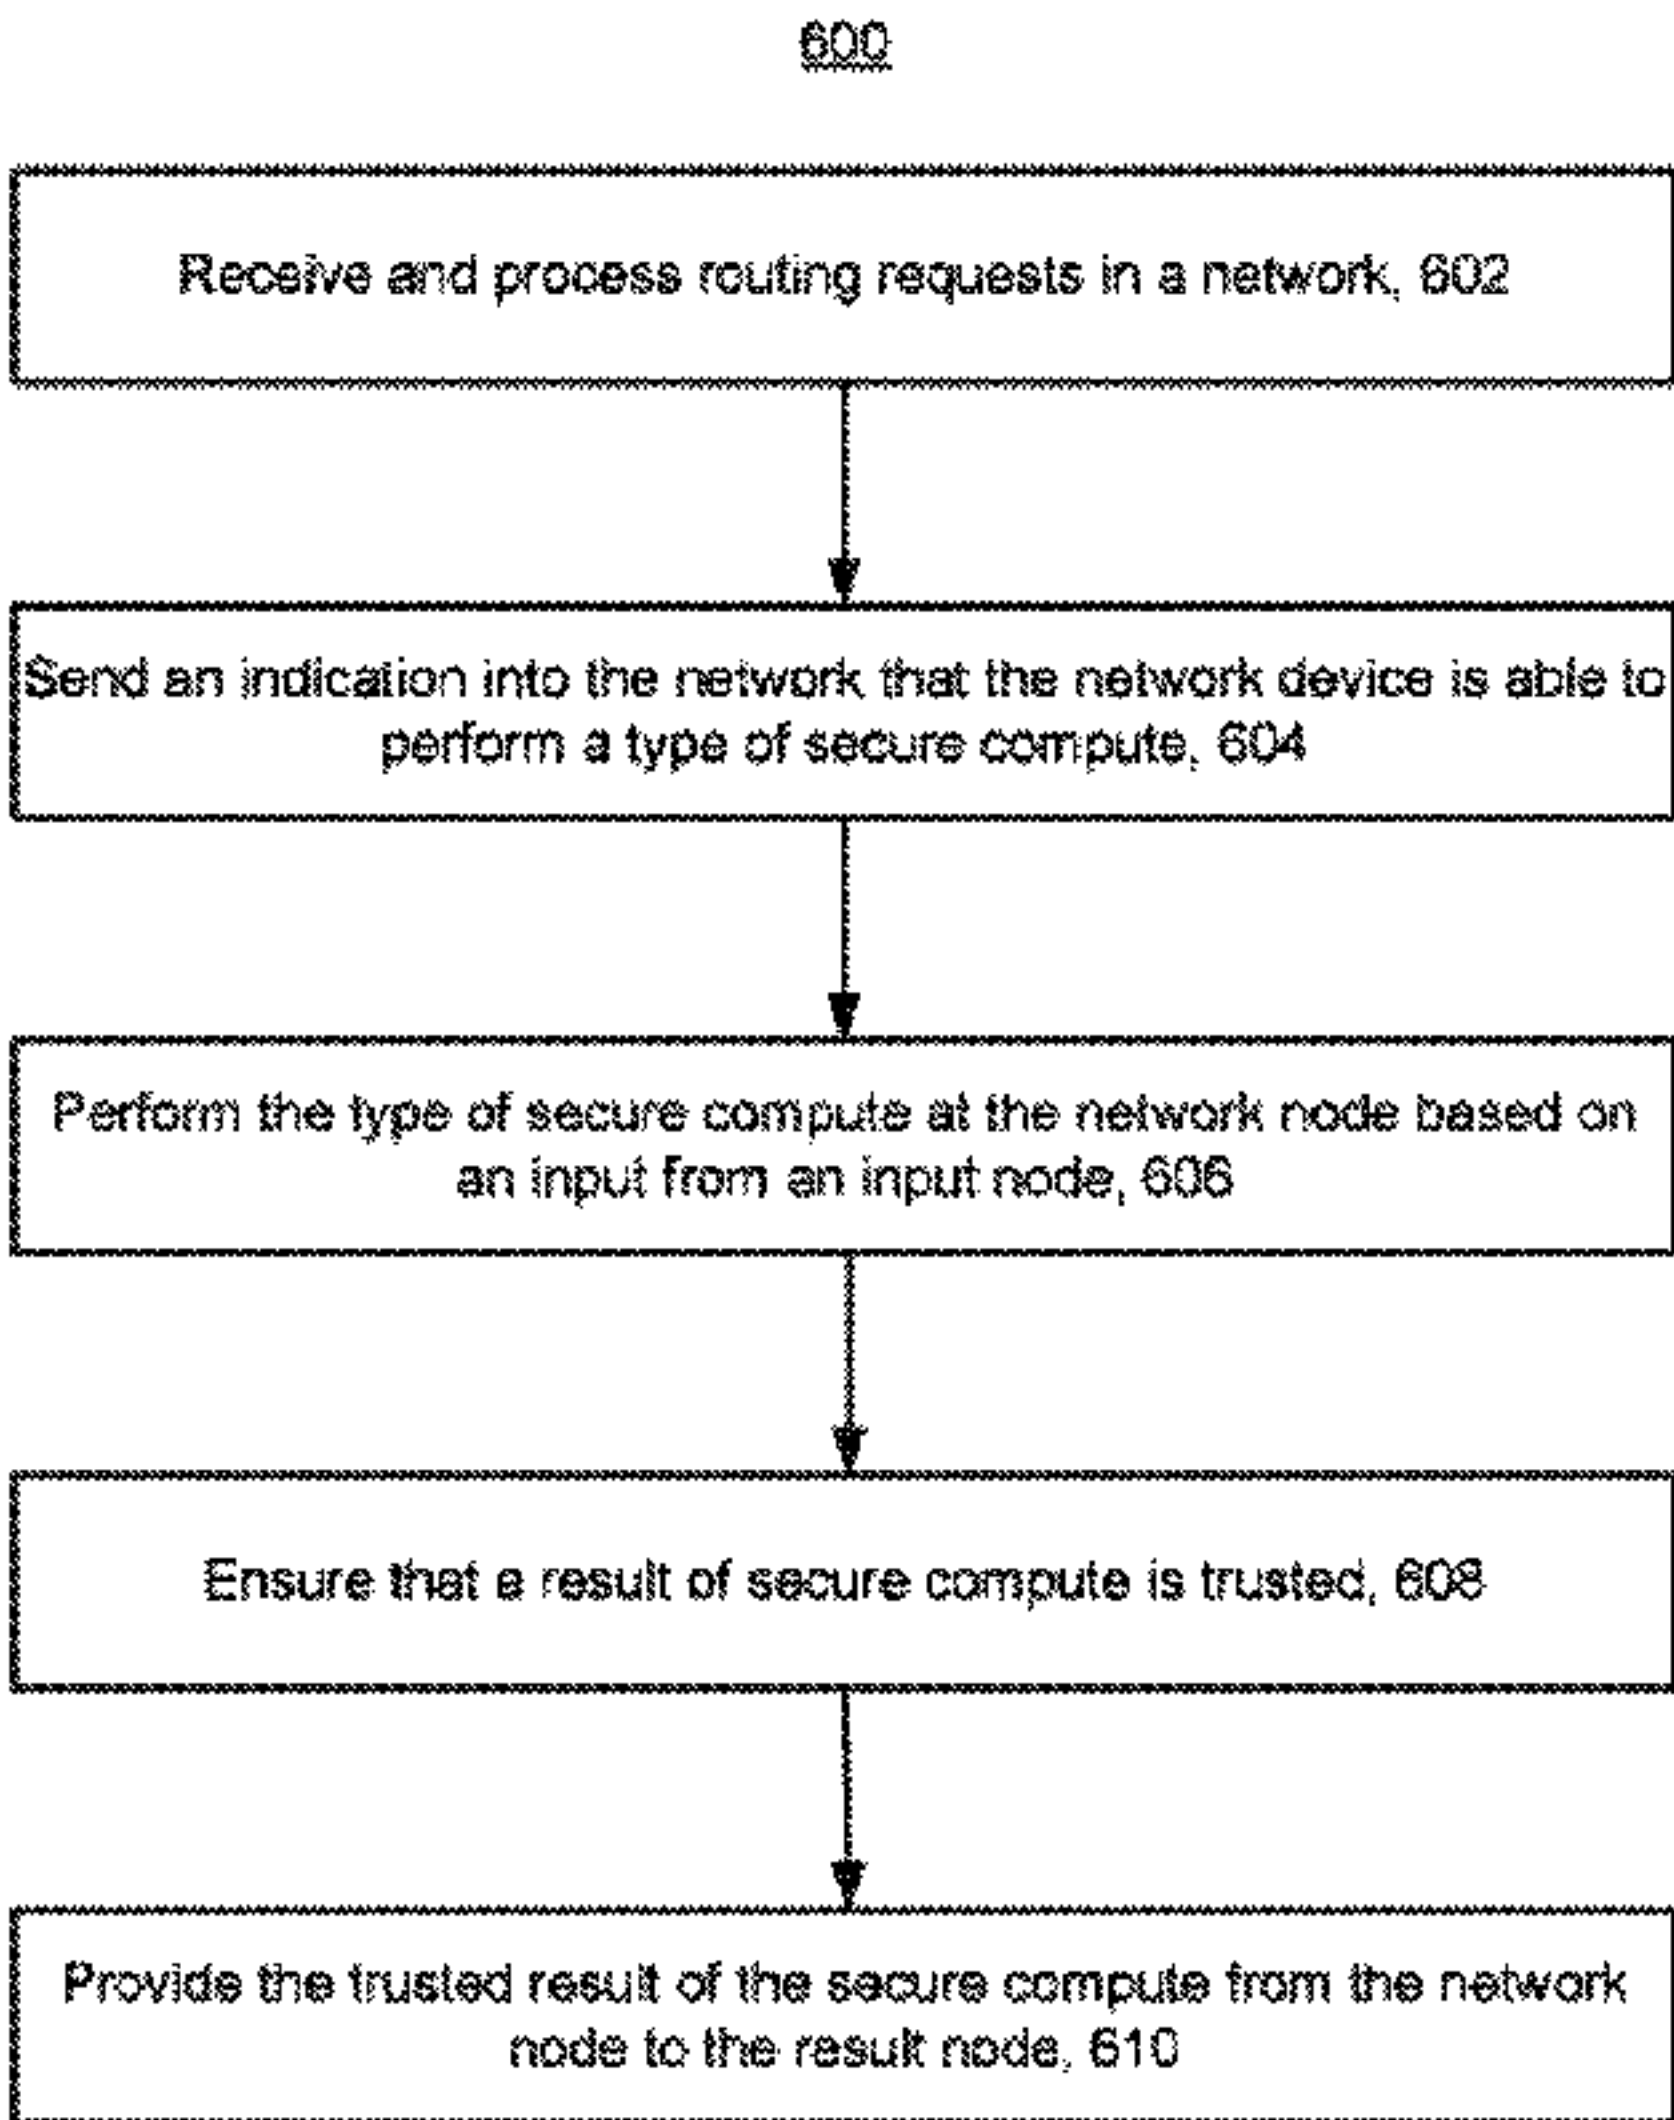 600
Receive and process routing requests in a network, 602
Send an indication into the network that the network device is able to
perform a type of secure compute, 604
Perform the type of secure compute at the network node based on
an input from an input node, 606
Ensure that a result of secure compute is trusted, 608
Provide the trusted result of the secure compute from the network
node to the result node, 610